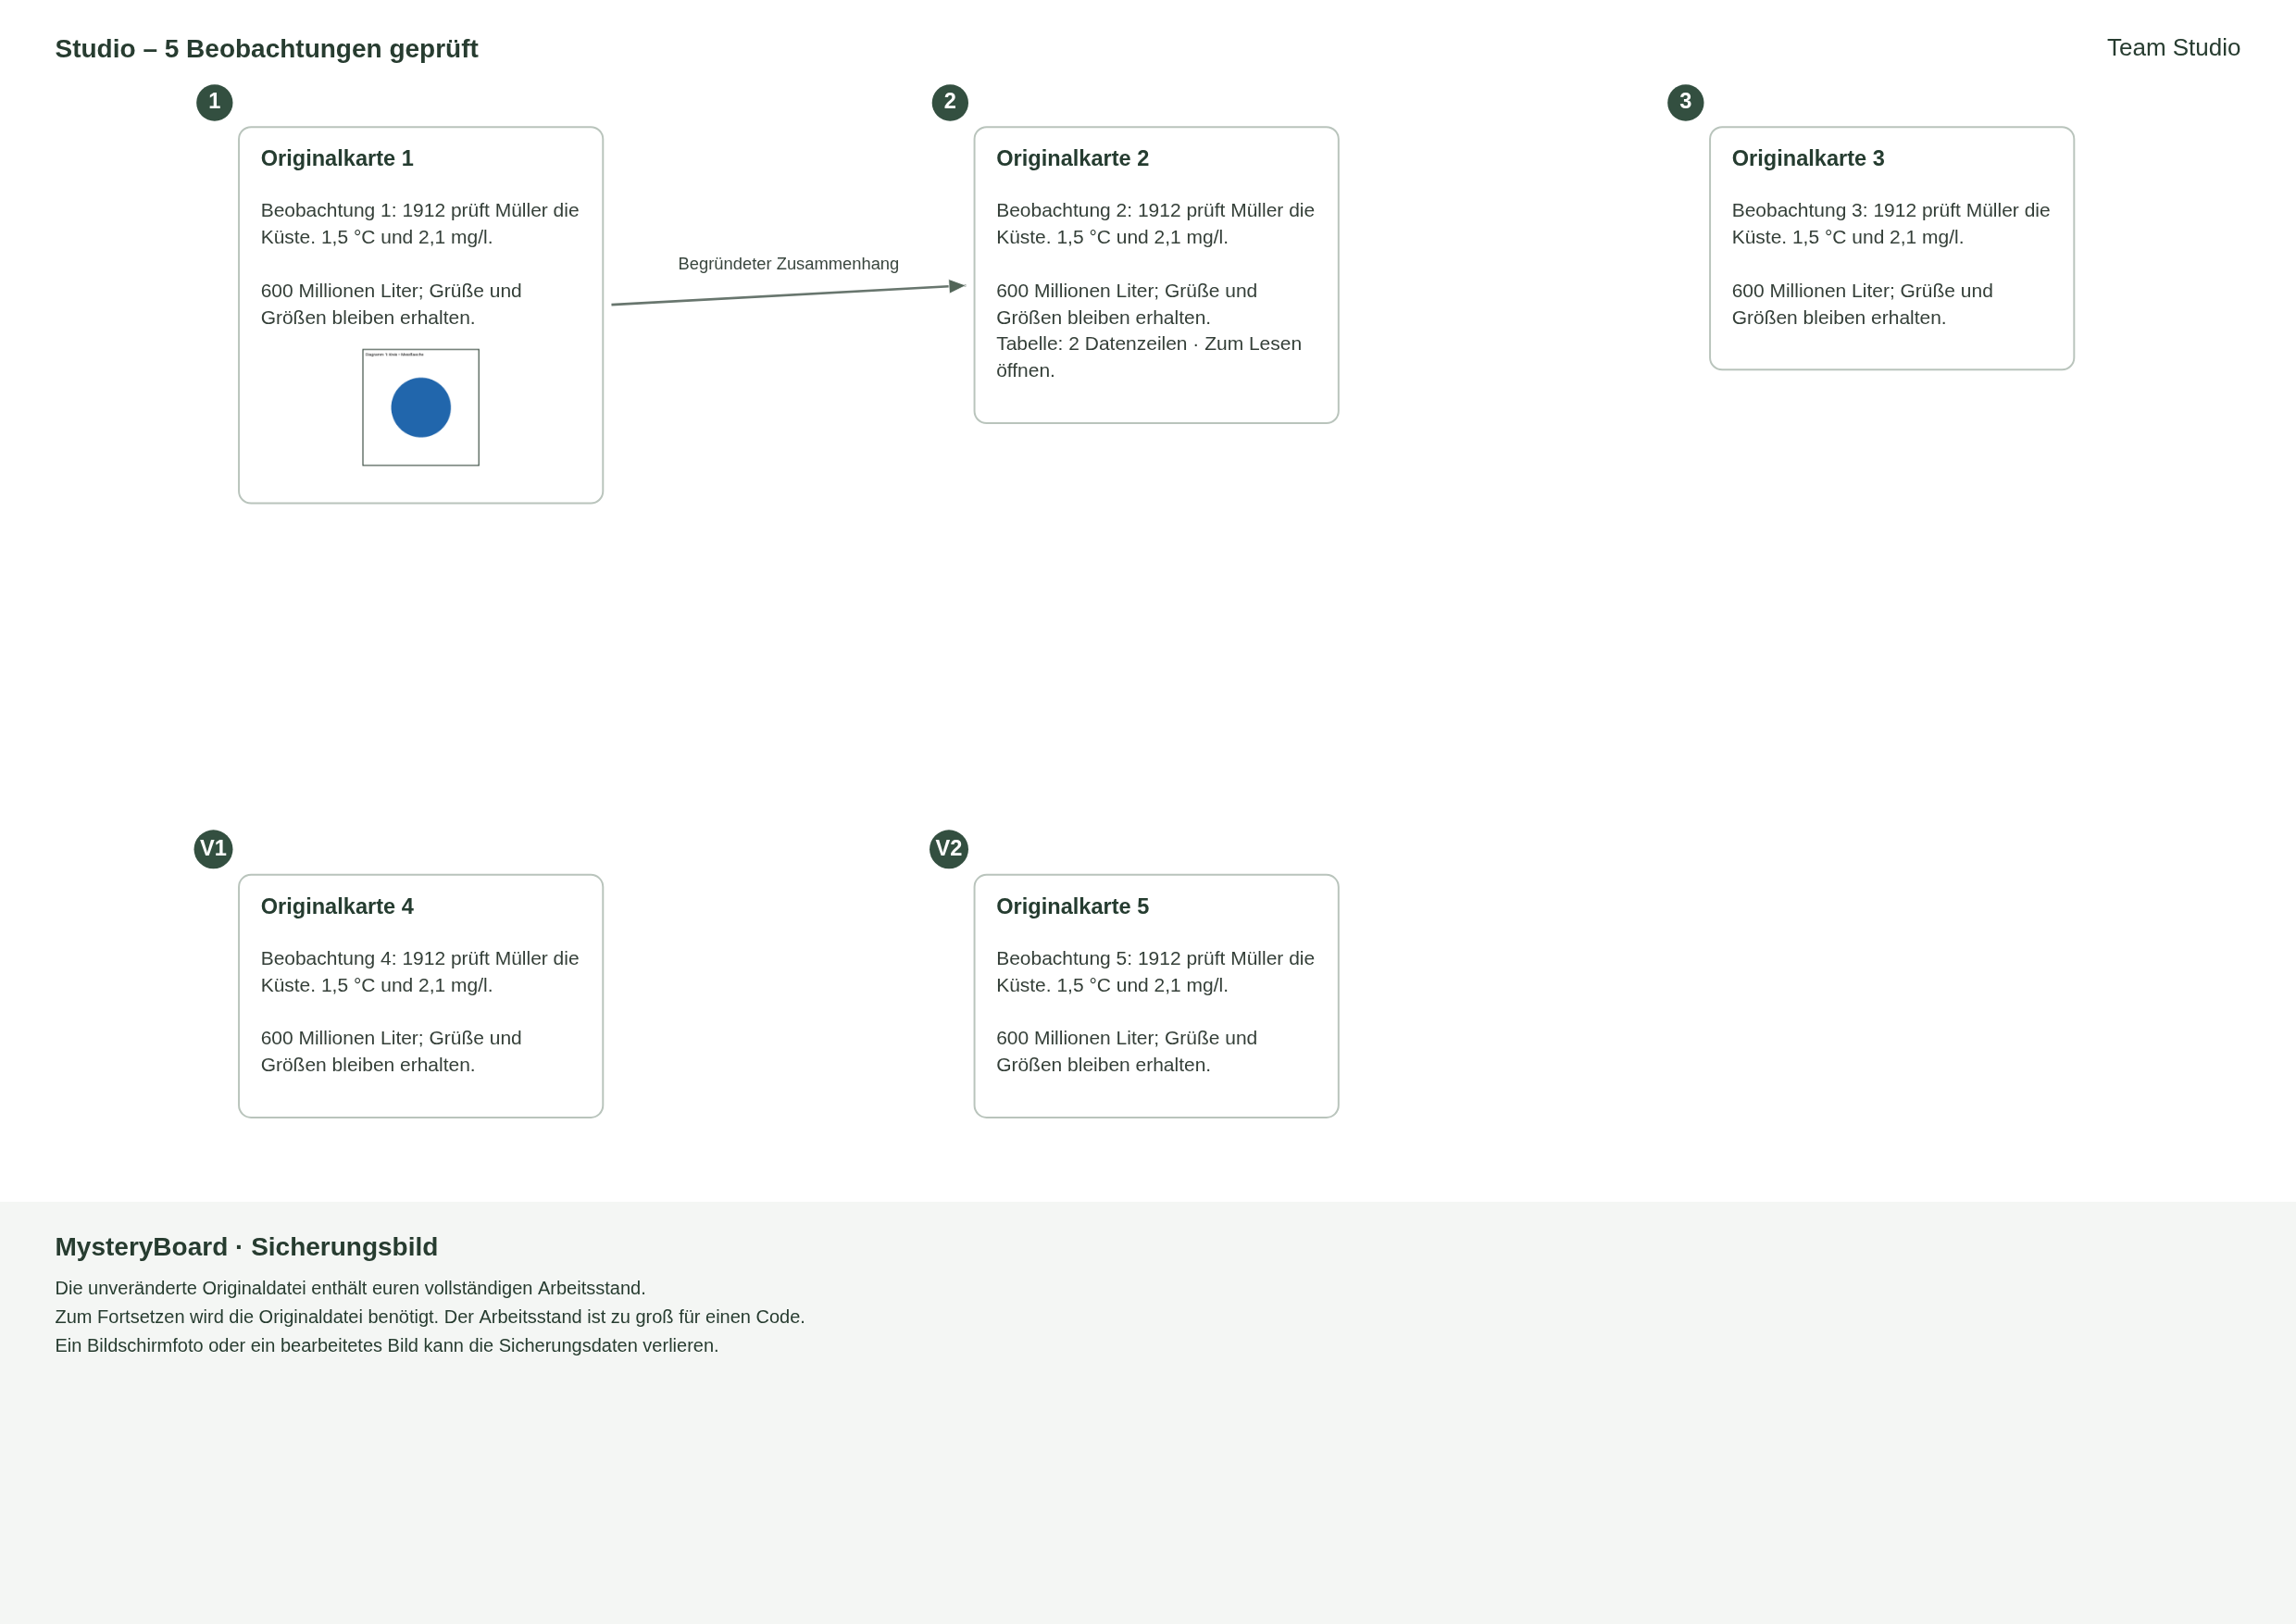 Studio – 5 Beobachtungen geprüft
Team Studio
1
Originalkarte 1
Beobachtung 1: 1912 prüft Müller die
Küste. 1,5 °C und 2,1 mg/l.
600 Millionen Liter; Grüße und
Größen bleiben erhalten.
Begründeter Zusammenhang
2
Originalkarte 2
Beobachtung 2: 1912 prüft Müller die
Küste. 1,5 °C und 2,1 mg/l.
600 Millionen Liter; Grüße und
Größen bleiben erhalten.
Tabelle: 2 Datenzeilen · Zum Lesen
öffnen.
3
Originalkarte 3
Beobachtung 3: 1912 prüft Müller die
Küste. 1,5 °C und 2,1 mg/l.
600 Millionen Liter; Grüße und
Größen bleiben erhalten.
V1
Originalkarte 4
Beobachtung 4: 1912 prüft Müller die
Küste. 1,5 °C und 2,1 mg/l.
600 Millionen Liter; Grüße und
Größen bleiben erhalten.
V2
Originalkarte 5
Beobachtung 5: 1912 prüft Müller die
Küste. 1,5 °C und 2,1 mg/l.
600 Millionen Liter; Grüße und
Größen bleiben erhalten.
MysteryBoard · Sicherungsbild
Die unveränderte Originaldatei enthält euren vollständigen Arbeitsstand.
Zum Fortsetzen wird die Originaldatei benötigt. Der Arbeitsstand ist zu groß für einen Code.
Ein Bildschirmfoto oder ein bearbeitetes Bild kann die Sicherungsdaten verlieren.